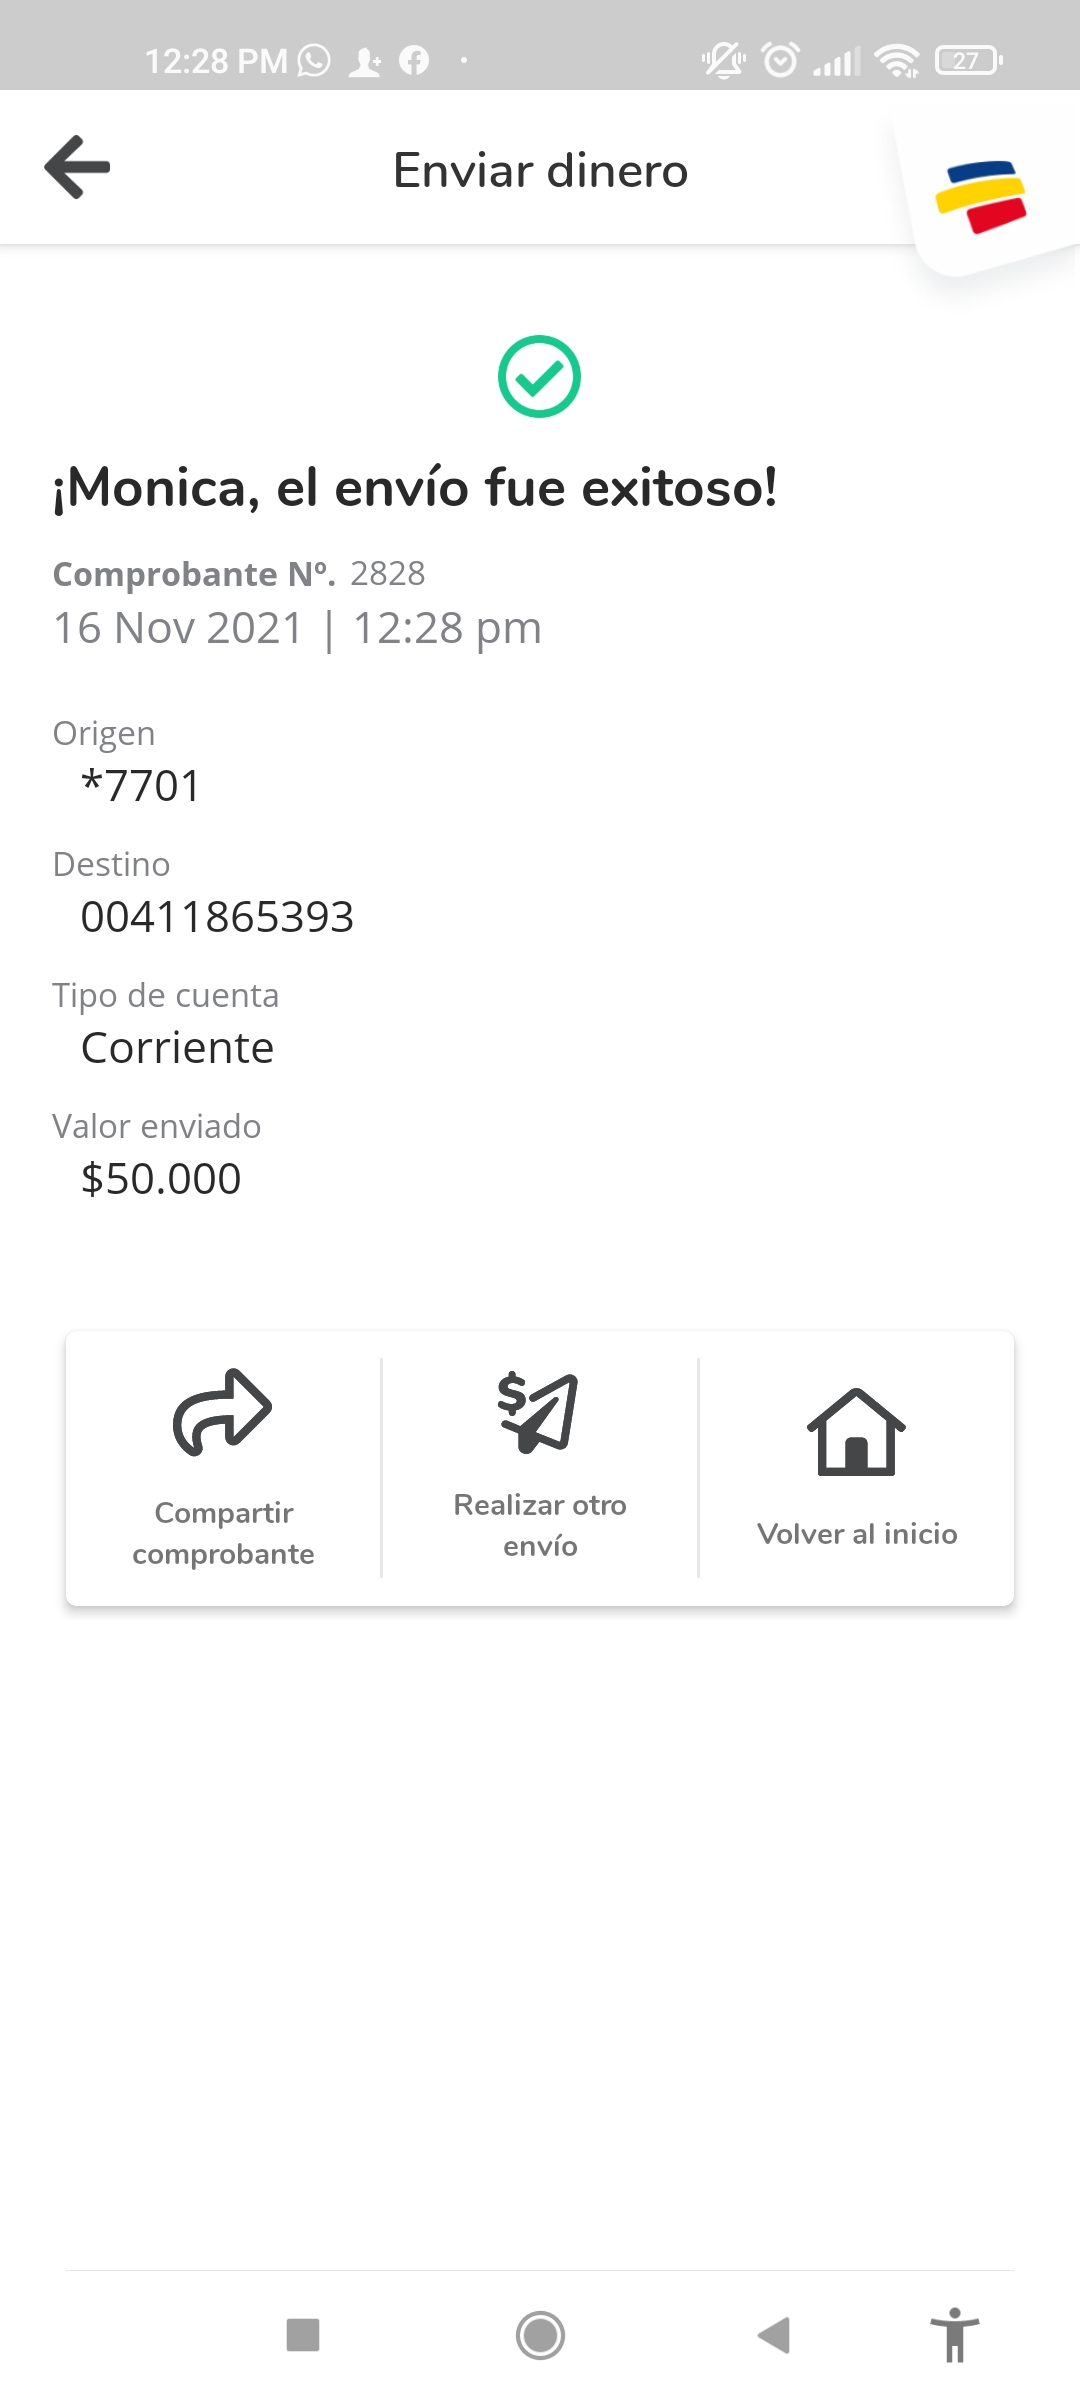 12:28 PM
27
Enviar dinero
¡Monica, el envío fue exitoso!
Comprobante Nº. 2828
16 Nov 2021 | 12:28 pm
Origen
*7701
Destino
00411865393
Tipo de cuenta
Corriente
Valor enviado
$50.000
Compartir
comprobante
Realizar otro
envío
Volver al inicio